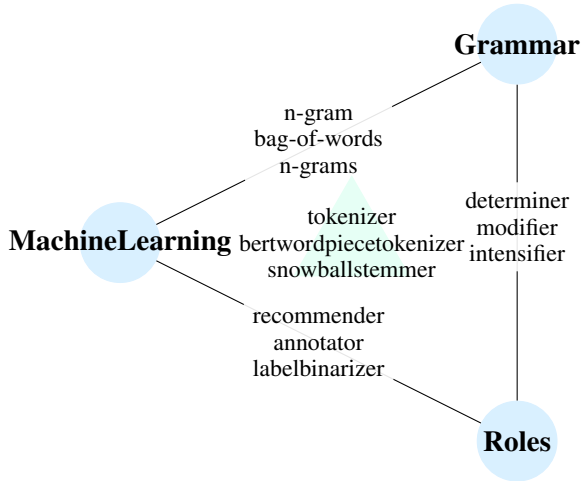 Grammar
n-gram
bag-of-words
n-grams
determiner
modifier
intensifier
MachineLearning
tokenizer
bertwordpiecetokenizer
snowballstemmer
recommender
annotator
labelbinarizer
Roles